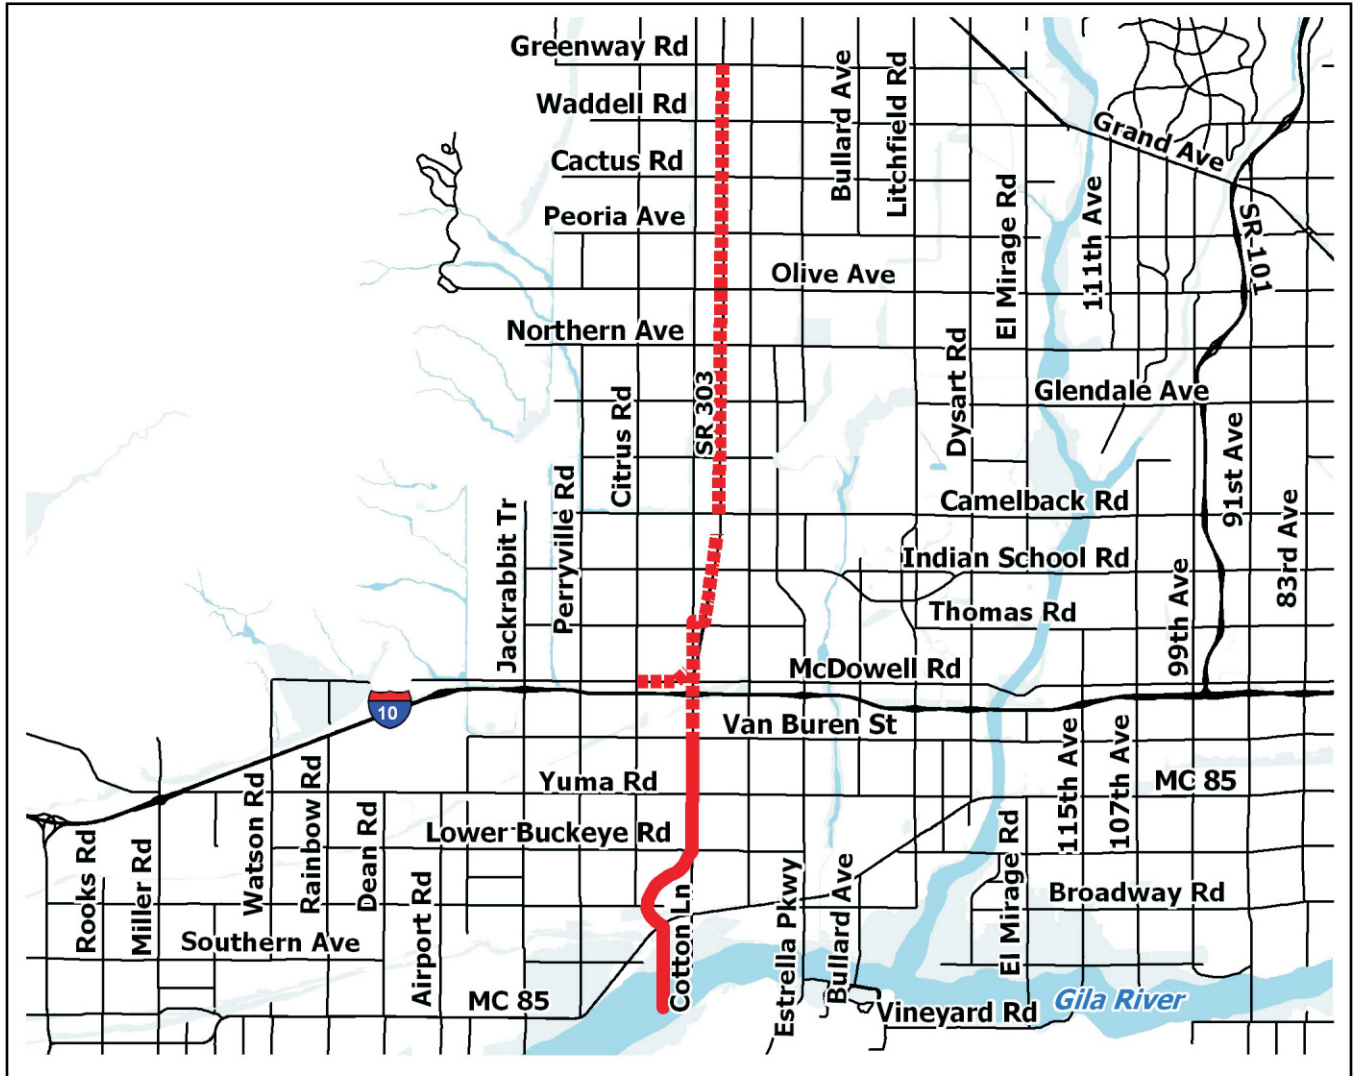 Greenway Rd
Waddell Rd
Cactus Rd
Peoria Ave
Olive Ave
Northern Ave
Bullard Ave
Litchfield Rd
Grand Ave
El Mirage Rd
111th Ave
SR-101
Citrus Rd
SR 303
Dysart Rd
Glendale Ave
Camelback Rd
91st Ave
83rd Ave
Jackrabbit Tr
Perryville Rd
Indian School Rd
Thomas Rd
99th Ave
McDowell Rd
10
Van Buren St
Yuma Rd
115th Ave
107th Ave
MC 85
Lower Buckeye Rd
Rooks Rd
Miller Rd
Watson Rd
Rainbow Rd
Dean Rd
Airport Rd
Southern Ave
MC 85
Cotton Ln
Estrella Pkwy
Bullard Ave
El Mirage Rd
Broadway Rd
Vineyard Rd
Gila River